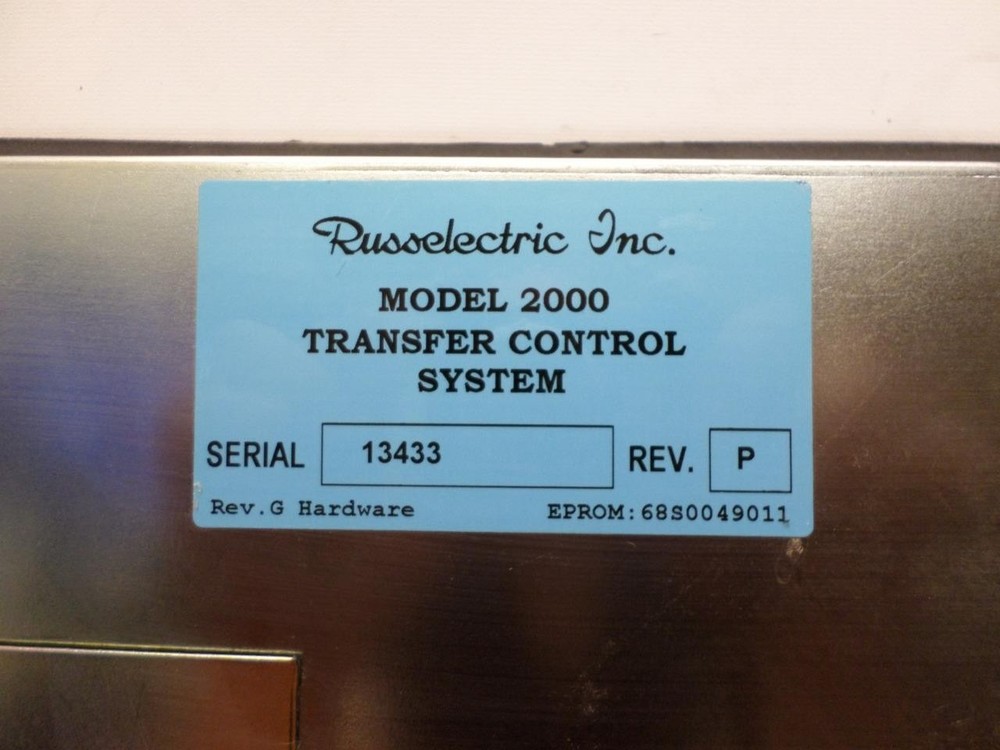 Russelectric Inc.
MODEL 2000
TRANSFER CONTROL
SYSTEM
SERIAL 13433 REV. P
Rev.G Hardware EPROM:68S0049011